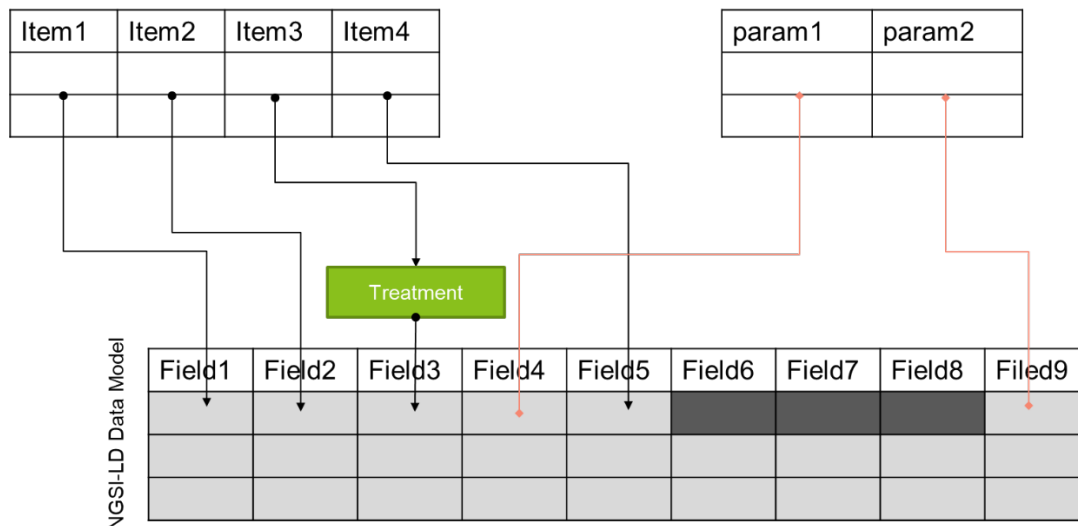 Item1 Item2 Item3 Item4 param1 param2
Treatment
NGSI-LD Data Model
Field1 Field2 Field3 Field4 Field5 Field6 Field7 Field8 Filed9